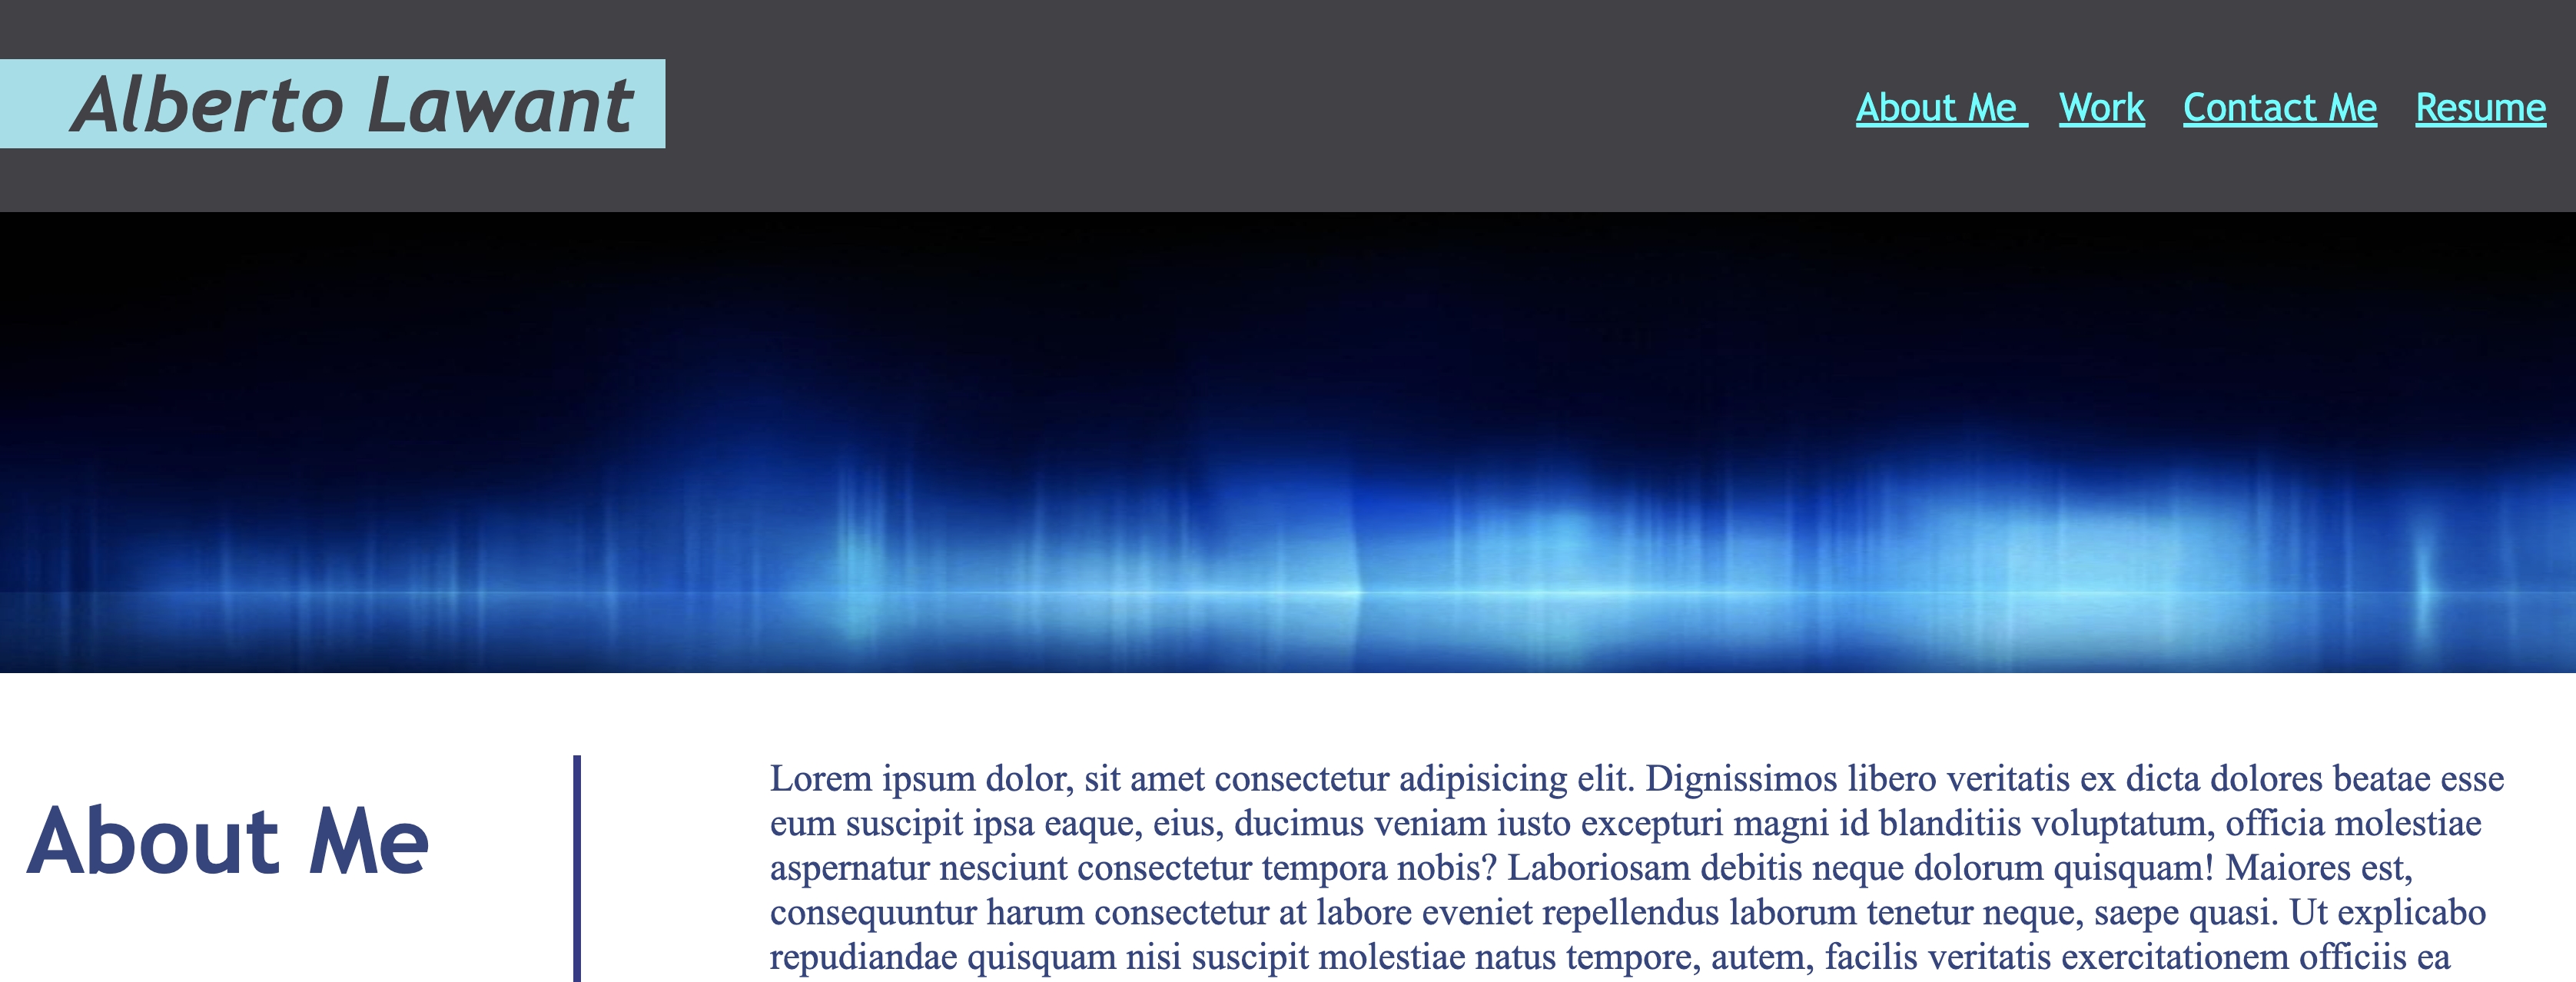 Alberto Lawant
About Me Work Contact Me Resume
About Me
Lorem ipsum dolor, sit amet consectetur adipisicing elit. Dignissimos libero veritatis ex dicta dolores beatae esse
eum suscipit ipsa eaque, eius, ducimus veniam iusto excepturi magni id blanditiis voluptatum, officia molestiae
aspernatur nesciunt consectetur tempora nobis? Laboriosam debitis neque dolorum quisquam! Maiores est,
consequuntur harum consectetur at labore eveniet repellendus laborum tenetur neque, saepe quasi. Ut explicabo
repudiandae quisquam nisi suscipit molestiae natus tempore, autem, facilis veritatis exercitationem officiis ea